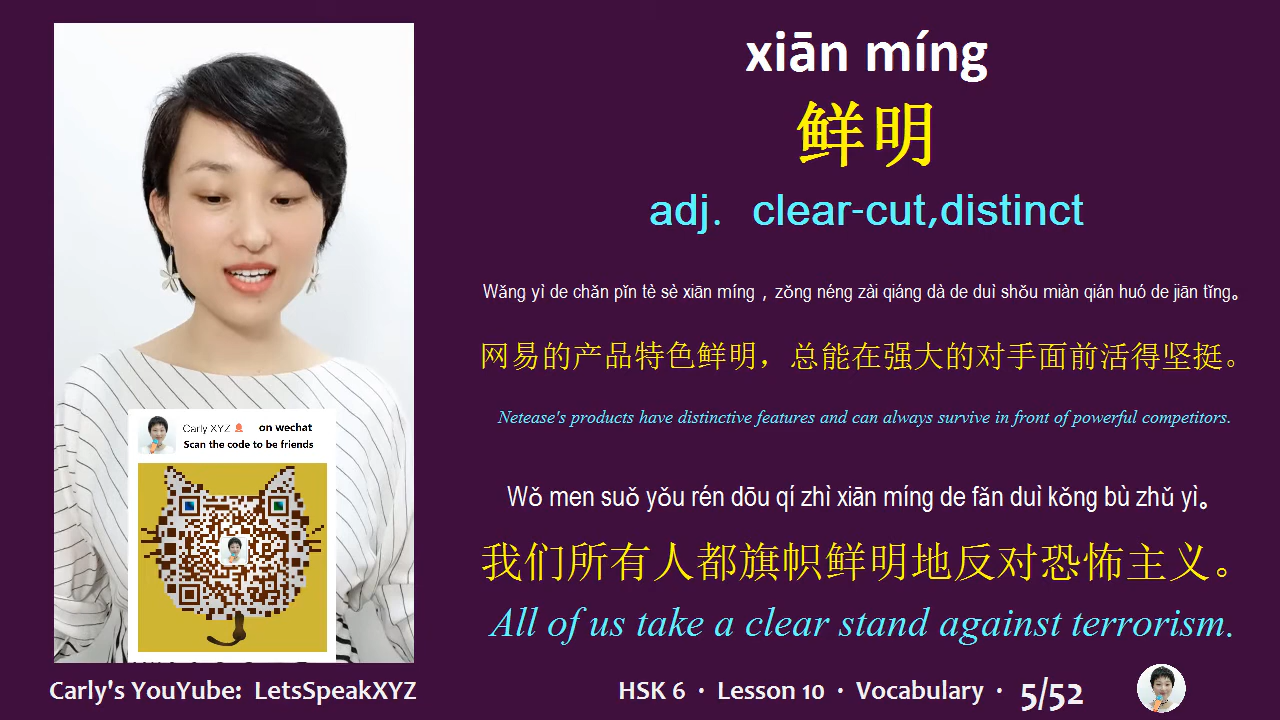 xiān míng
鲜明
adj. clear-cut,distinct
Wǎng yì de chǎn pǐn tè sè xiān míng，zǒng néng zài qiáng dà de duì shǒu miàn qián huó de jiān tǐng。
网易的产品特色鲜明，总能在强大的对手面前活得坚挺。
Netease's products have distinctive features and can always survive in front of powerful competitors.
Wǒ men suǒ yǒu rén dōu qí zhì xiān míng de fǎn duì kǒng bù zhǔ yì。
我们所有人都旗帜鲜明地反对恐怖主义。
All of us take a clear stand against terrorism.
Carly XYZ on wechat
Scan the code to be friends
Carly's YouYube: LetsSpeakXYZ
HSK 6 · Lesson 10 · Vocabulary · 5/52